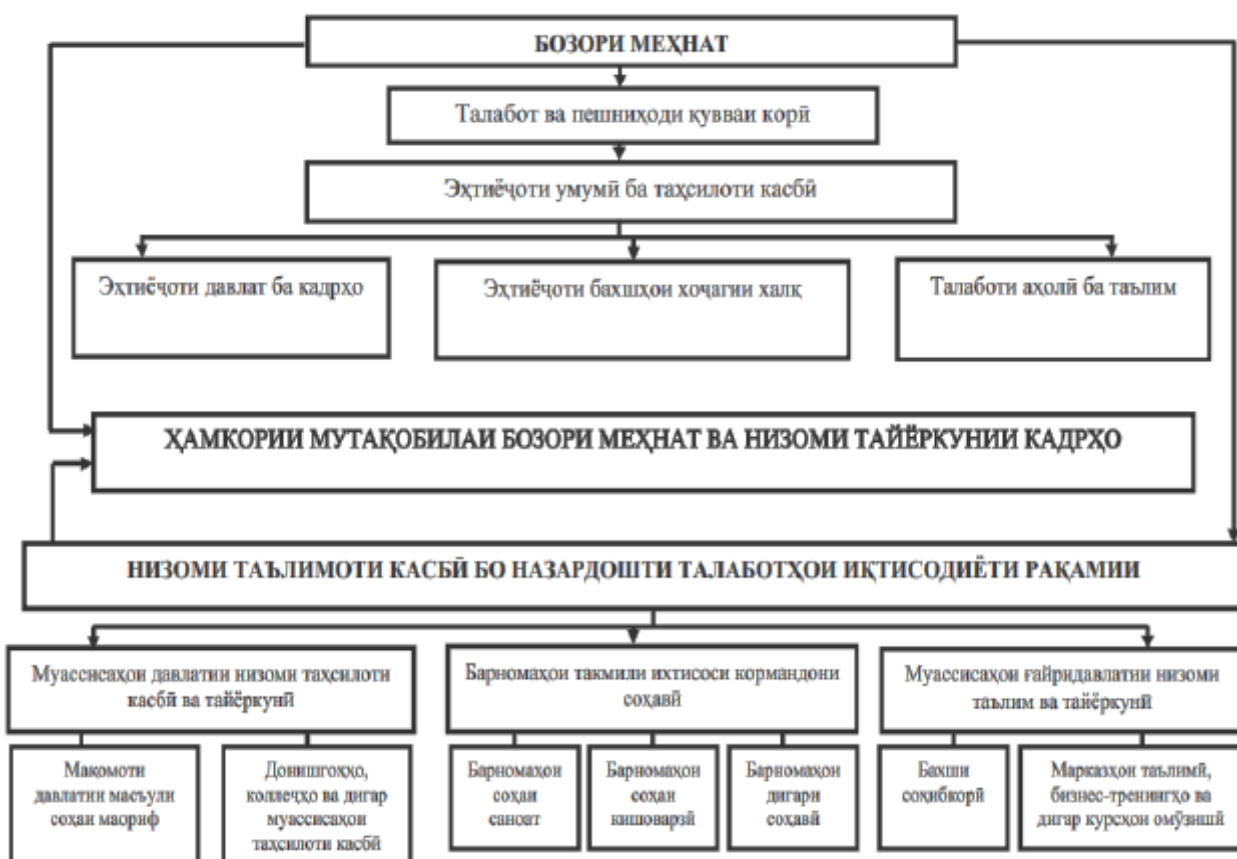 БОЗОРИ МЕҲНАТ
Талабот ва пешниҳоди қувваи корӣ
Эҳтиёҷоти умумӣ ба таҳсилоти касбӣ
Эҳтиёҷоти давлат ба кадрҳо
Эҳтиёҷоти бахшҳои хоҷагии халқ
Талаботи аҳолӣ ба таълим
ҲАМКОРИИ МУТАҚОБИЛАИ БОЗОРИ МЕҲНАТ ВА НИЗОМИ ТАЙЁРКУНИИ КАДРҲО
НИЗОМИ ТАЪЛИМОТИ КАСБӢ БО НАЗАРДОШТИ ТАЛАБОТҲОИ ИҚТИСОДИЁТИ РАҚАМИИ
Муассисаҳои давлатии низоми таҳсилоти
касбӣ ва тайёркунӣ
Барномаҳои такмили ихтисоси кормандони
соҳавӣ
Муассисаҳои ғайридавлатии низоми
таълим ва тайёркунӣ
Мақомоти
давлатии масъули
соҳаи маориф
Донишгоҳҳо,
коллеҷҳо ва дигар
муассисаҳои
таҳсилоти касбӣ
Барномаҳои
соҳаи
саноат
Барномаҳои
соҳаи
кишоварзӣ
Барномаҳои
дигари
соҳавӣ
Бахши
соҳибкорӣ
Марказҳои таълимӣ,
бизнес-тренингҳо ва
дигар курсҳои омӯзишӣ